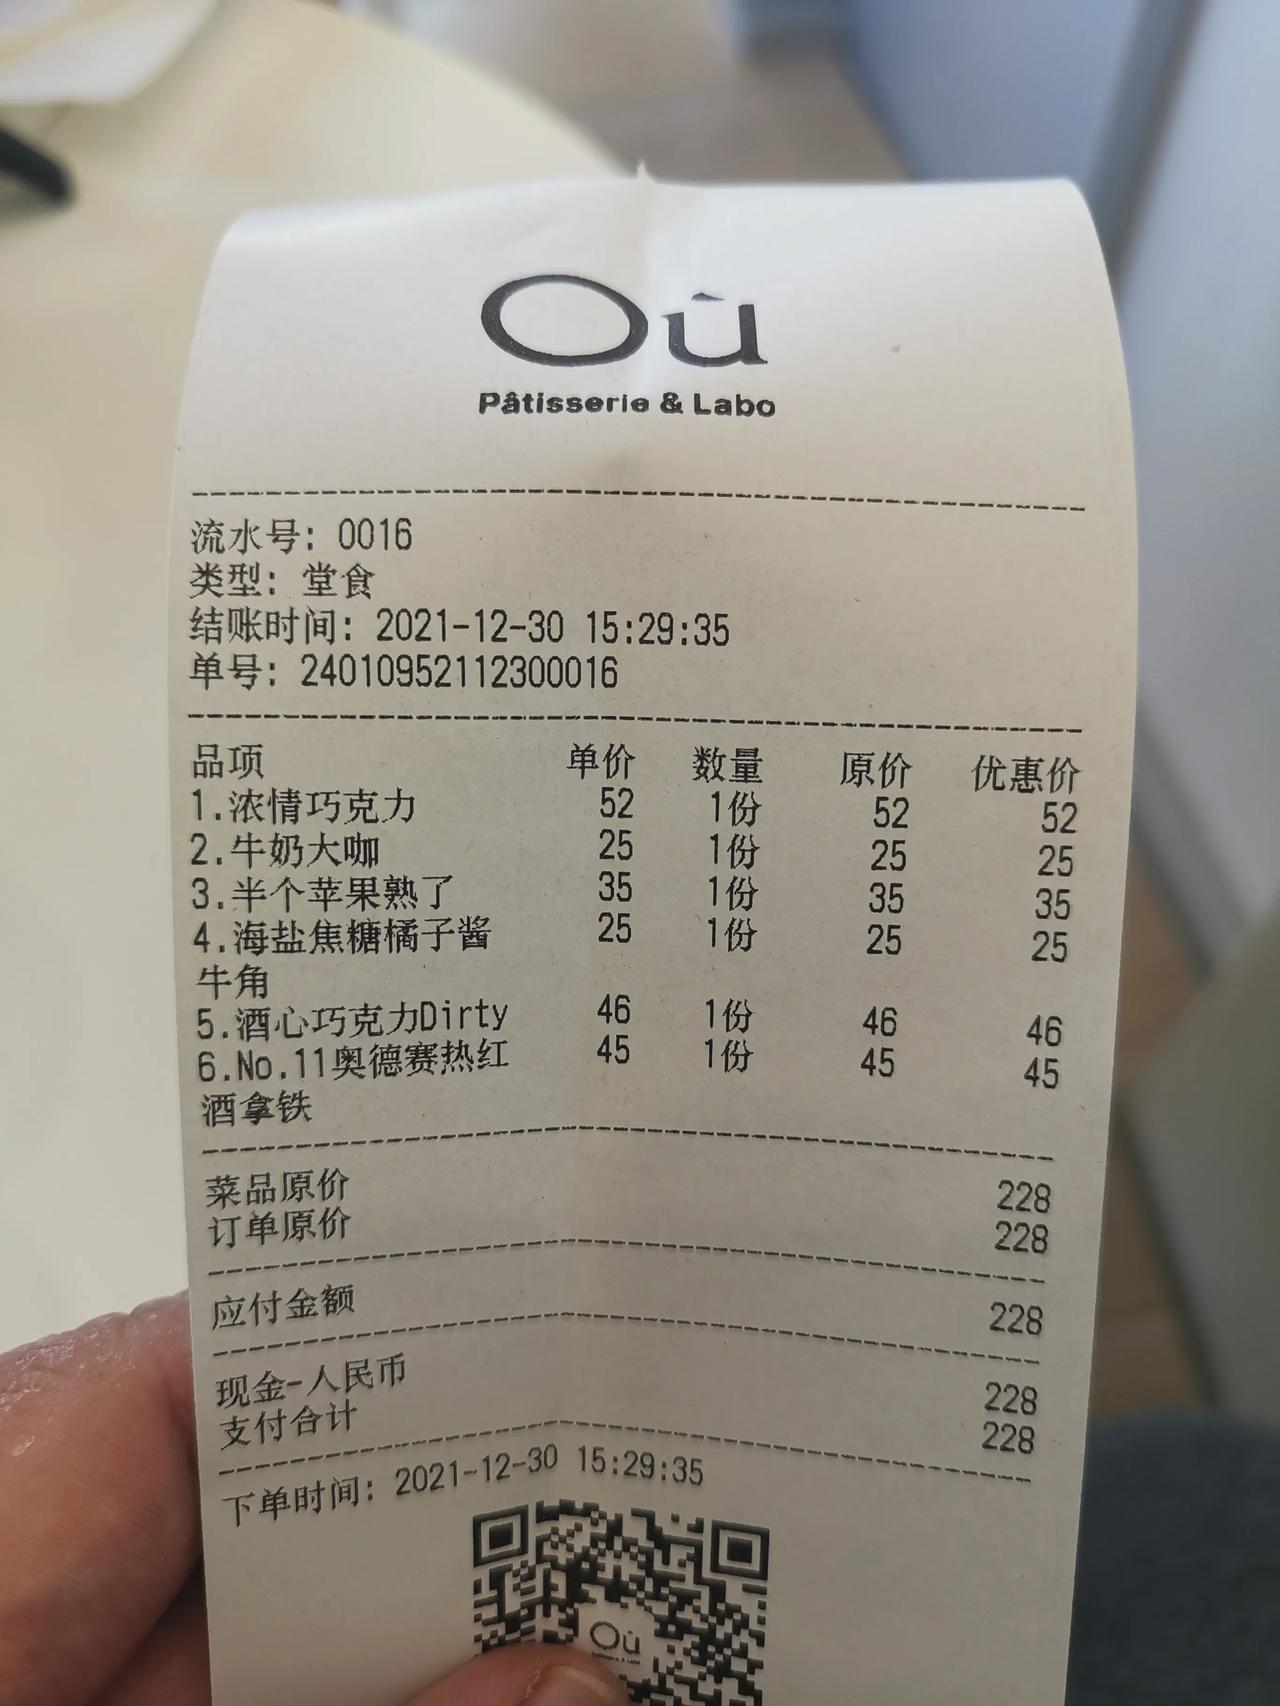 Où
Pâtisserie & Labo
流水号: 0016
类型: 堂食
结账时间: 2021-12-30 15:29:35
单号: 24010952112300016
品项 单价 数量 原价 优惠价
1.浓情巧克力 52 1份 52 52
2.牛奶大咖 25 1份 25 25
3.半个苹果熟了 35 1份 35 35
4.海盐焦糖橘子酱 25 1份 25 25
牛角
5.酒心巧克力Dirty 46 1份 46 46
6.No.11奥德赛热红 45 1份 45 45
酒拿铁
菜品原价 228
订单原价 228
应付金额 228
现金-人民币 228
支付合计 228
下单时间: 2021-12-30 15:29:35
Où